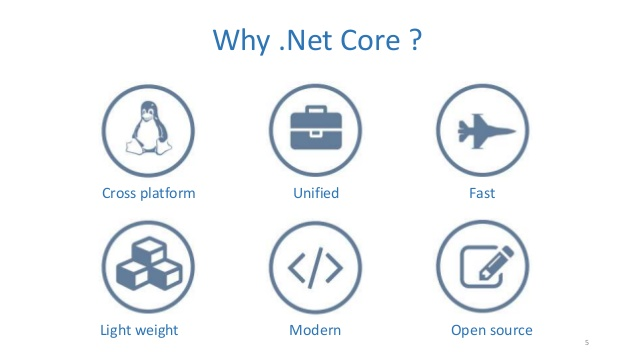 Why .Net Core ?
Cross platform
Unified
Fast
Light weight
Modern
Open source
5